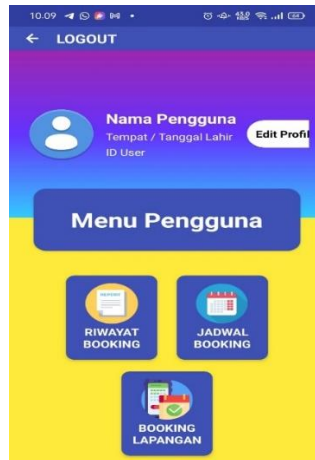 10.09
← LOGOUT
Nama Pengguna
Tempat / Tanggal Lahir
ID User
Edit Profil
Menu Pengguna
RIWAYAT
BOOKING
JADWAL
BOOKING
BOOKING
LAPANGAN